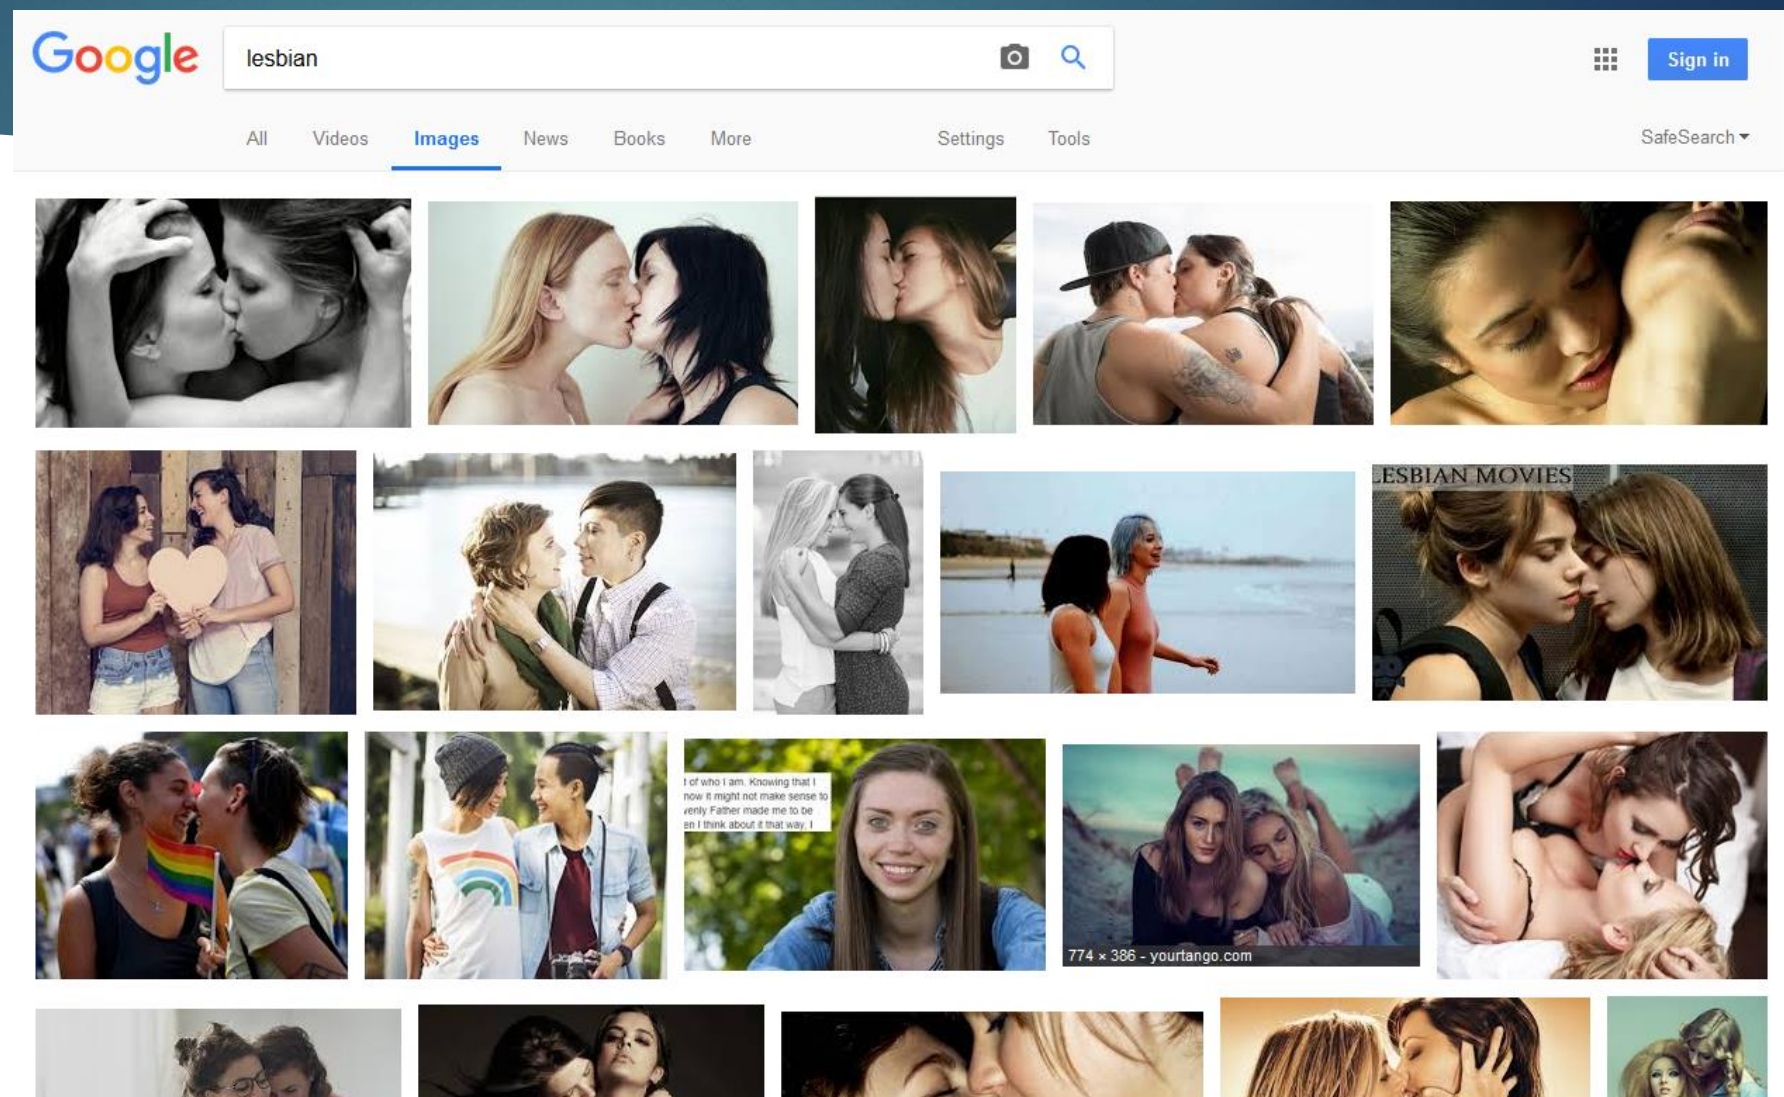 Google
lesbian
Sign in
All Videos Images News Books More Settings Tools SafeSearch
LESBIAN MOVIES
t of who I am. Knowing that I
now it might not make sense to
venly Father made me to be
en I think about it that way, I
774 × 386 - yourtango.com